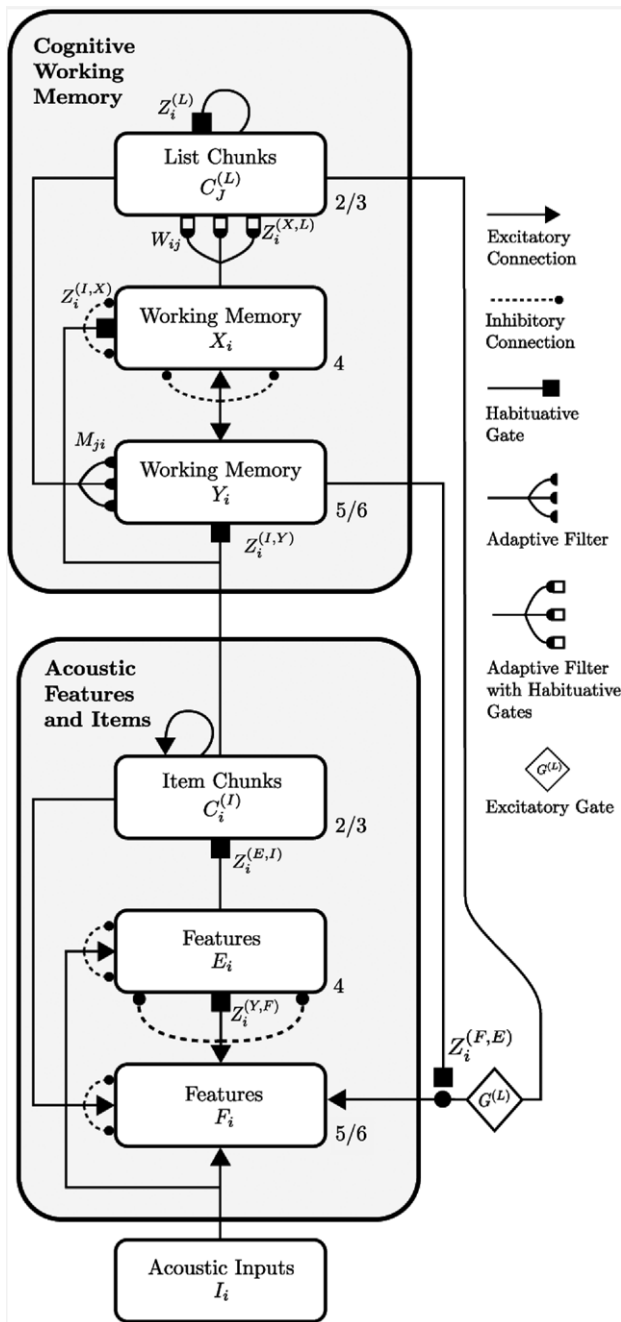 Cognitive
Working
Memory
Z_i^{(L)}
List Chunks
C_J^{(L)}
2/3
W_{ij}
Z_i^{(X,L)}
Z_i^{(I,X)}
Working Memory
X_i
4
M_{ji}
Working Memory
Y_i
5/6
Z_i^{(I,Y)}
Acoustic
Features
and Items
Item Chunks
C_i^{(I)}
2/3
Z_i^{(E,I)}
Features
E_i
4
Z_i^{(Y,F)}
Features
F_i
5/6
Z_i^{(F,E)}
G^{(L)}
Acoustic Inputs
I_i
Excitatory
Connection
Inhibitory
Connection
Habituative
Gate
Adaptive Filter
Adaptive Filter
with Habituative
Gates
G^{(L)}
Excitatory Gate